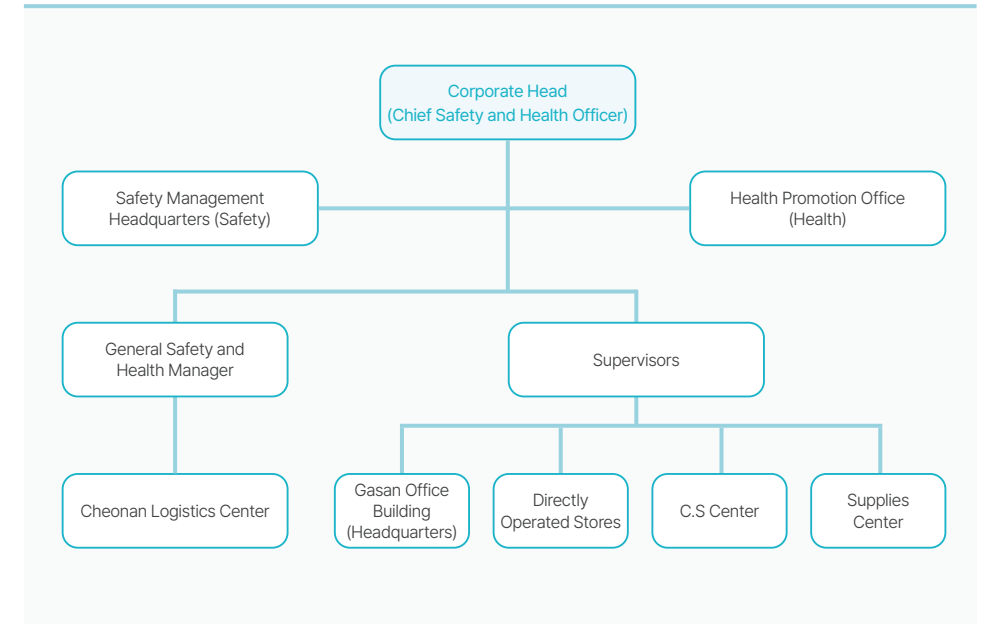 Corporate Head
(Chief Safety and Health Officer)
Safety Management
Headquarters (Safety)
Health Promotion Office
(Health)
General Safety and
Health Manager
Supervisors
Cheonan Logistics Center
Gasan Office
Building
(Headquarters)
Directly
Operated Stores
C.S Center
Supplies
Center